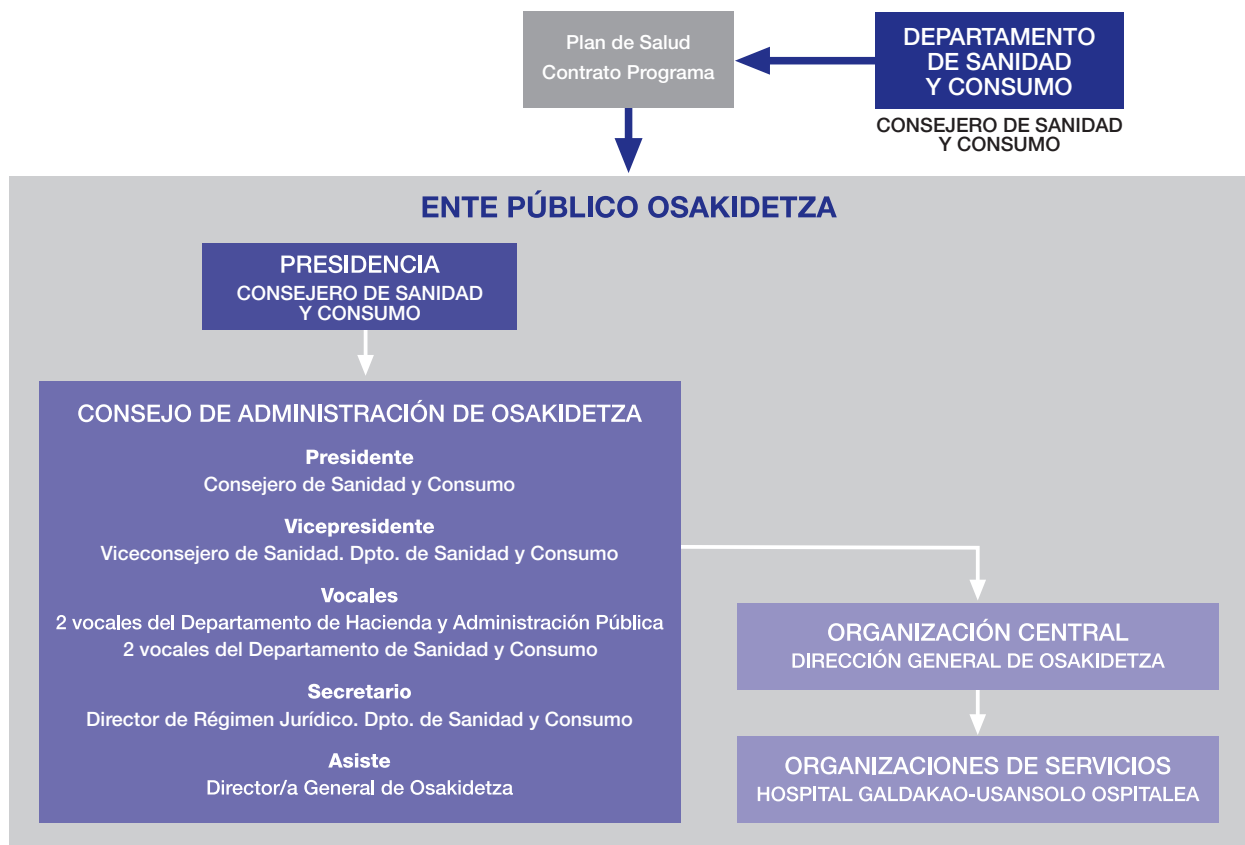 Plan de Salud
Contrato Programa
DEPARTAMENTO
DE SANIDAD
Y CONSUMO
CONSEJERO DE SANIDAD
Y CONSUMO
ENTE PÚBLICO OSAKIDETZA
PRESIDENCIA
CONSEJERO DE SANIDAD
Y CONSUMO
CONSEJO DE ADMINISTRACIÓN DE OSAKIDETZA
Presidente
Consejero de Sanidad y Consumo
Vicepresidente
Viceconsejero de Sanidad. Dpto. de Sanidad y Consumo
Vocales
2 vocales del Departamento de Hacienda y Administración Pública
2 vocales del Departamento de Sanidad y Consumo
Secretario
Director de Régimen Jurídico. Dpto. de Sanidad y Consumo
Asiste
Director/a General de Osakidetza
ORGANIZACIÓN CENTRAL
DIRECCIÓN GENERAL DE OSAKIDETZA
ORGANIZACIONES DE SERVICIOS
HOSPITAL GALDAKAO-USANSOLO OSPITALEA